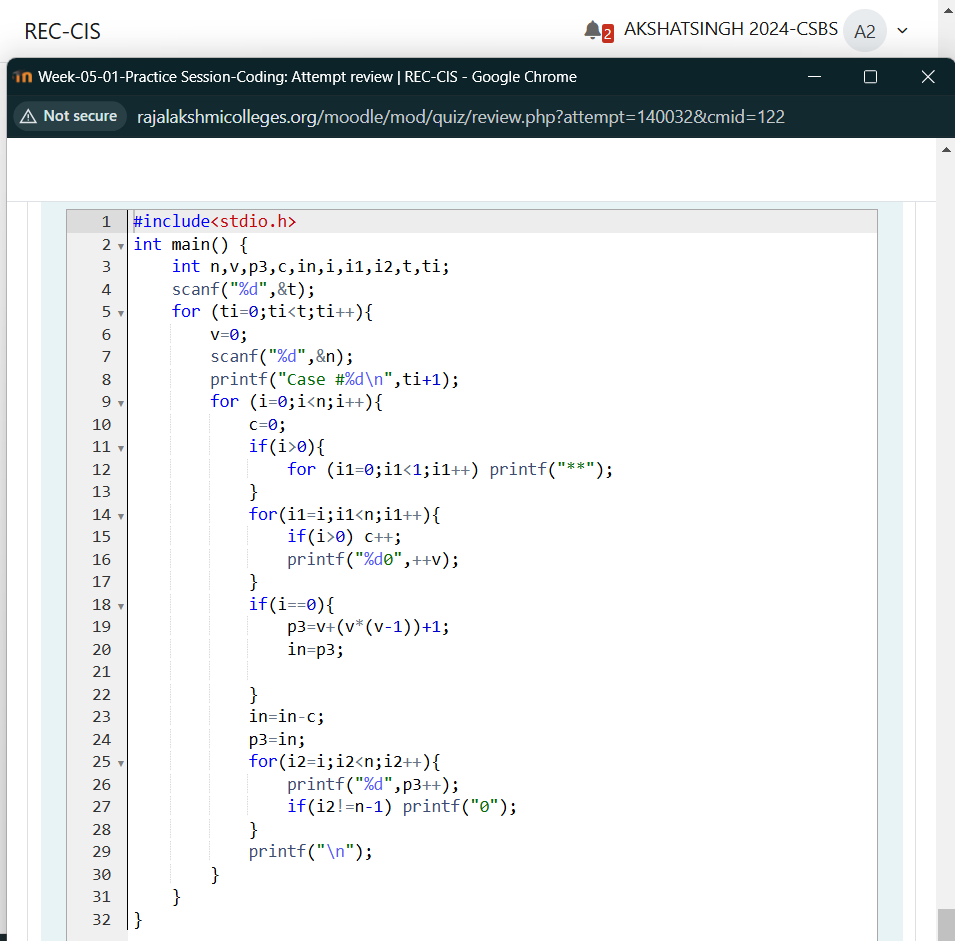 REC-CIS
2 AKSHATSINGH 2024-CSBS A2
in Week-05-01-Practice Session-Coding: Attempt review | REC-CIS - Google Chrome
Not secure rajalakshmicolleges.org/moodle/mod/quiz/review.php?attempt=140032&cmid=122
1 #include<stdio.h>
2 int main() {
3     int n,v,p3,c,in,i,i1,i2,t,ti;
4     scanf("%d",&t);
5     for (ti=0;ti<t;ti++){
6         v=0;
7         scanf("%d",&n);
8         printf("Case #%d\n",ti+1);
9         for (i=0;i<n;i++){
10             c=0;
11             if(i>0){
12                 for (i1=0;i1<1;i1++) printf("**");
13             }
14             for(i1=i;i1<n;i1++){
15                 if(i>0) c++;
16                 printf("%d0",++v);
17             }
18             if(i==0){
19                 p3=v+(v*(v-1))+1;
20                 in=p3;
21
22             }
23             in=in-c;
24             p3=in;
25             for(i2=i;i2<n;i2++){
26                 printf("%d",p3++);
27                 if(i2!=n-1) printf("0");
28             }
29             printf("\n");
30         }
31     }
32 }